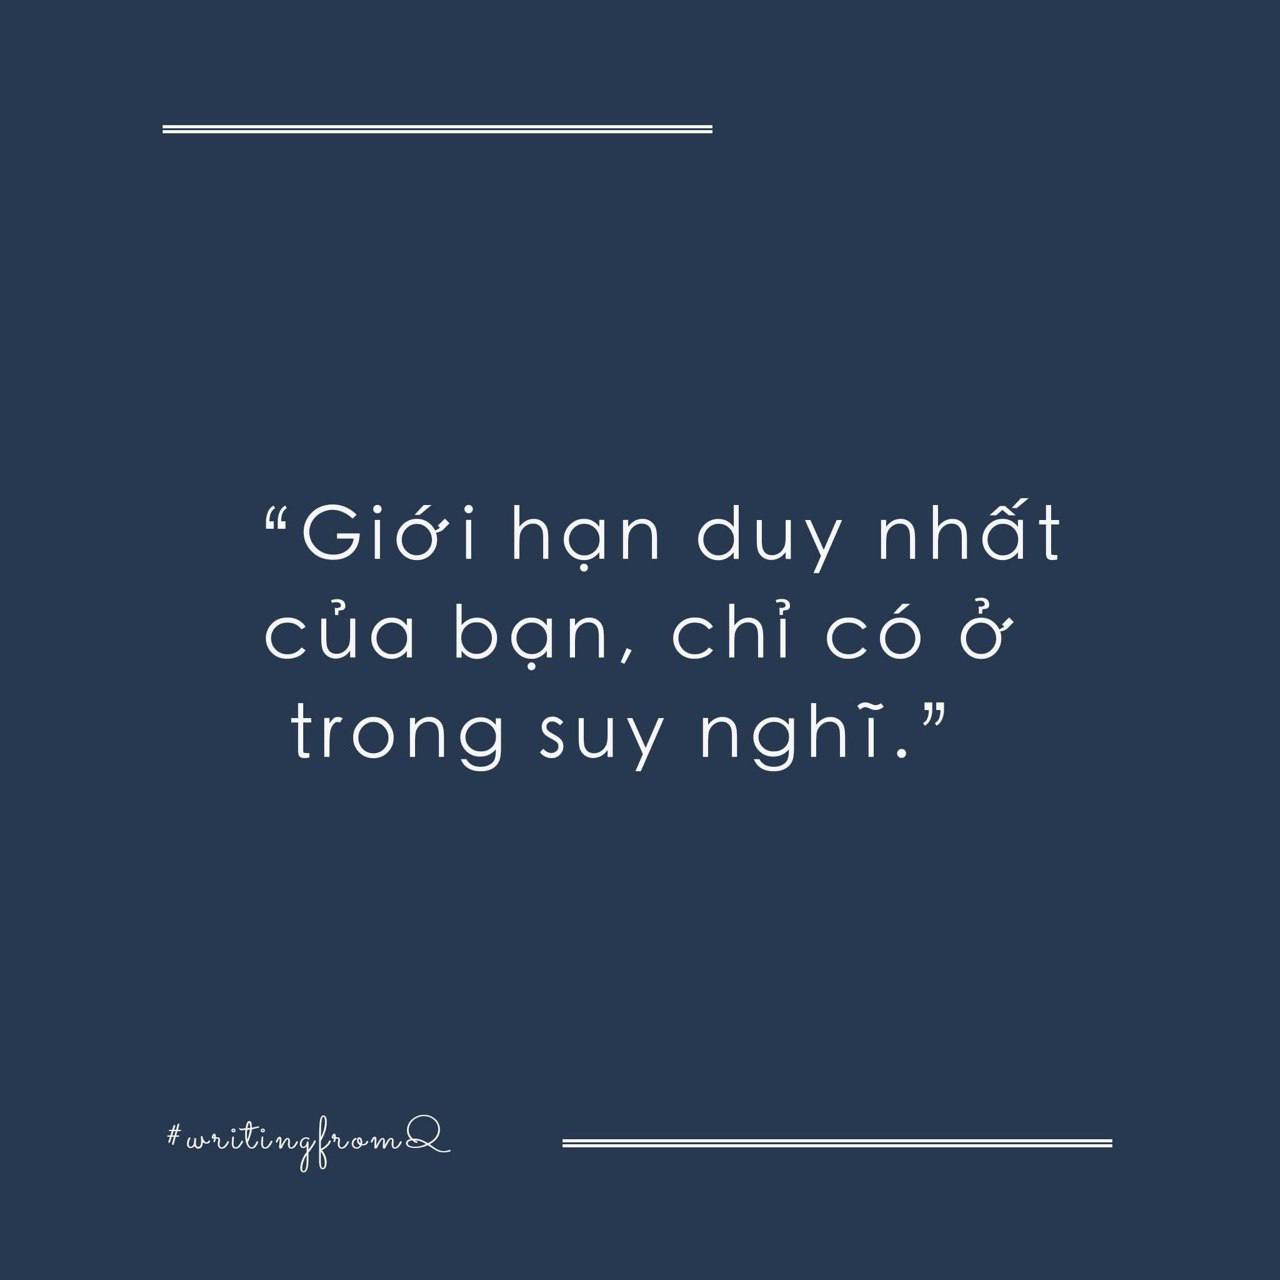 “Giới hạn duy nhất
của bạn, chỉ có ở
trong suy nghĩ.”
#writingfromQ